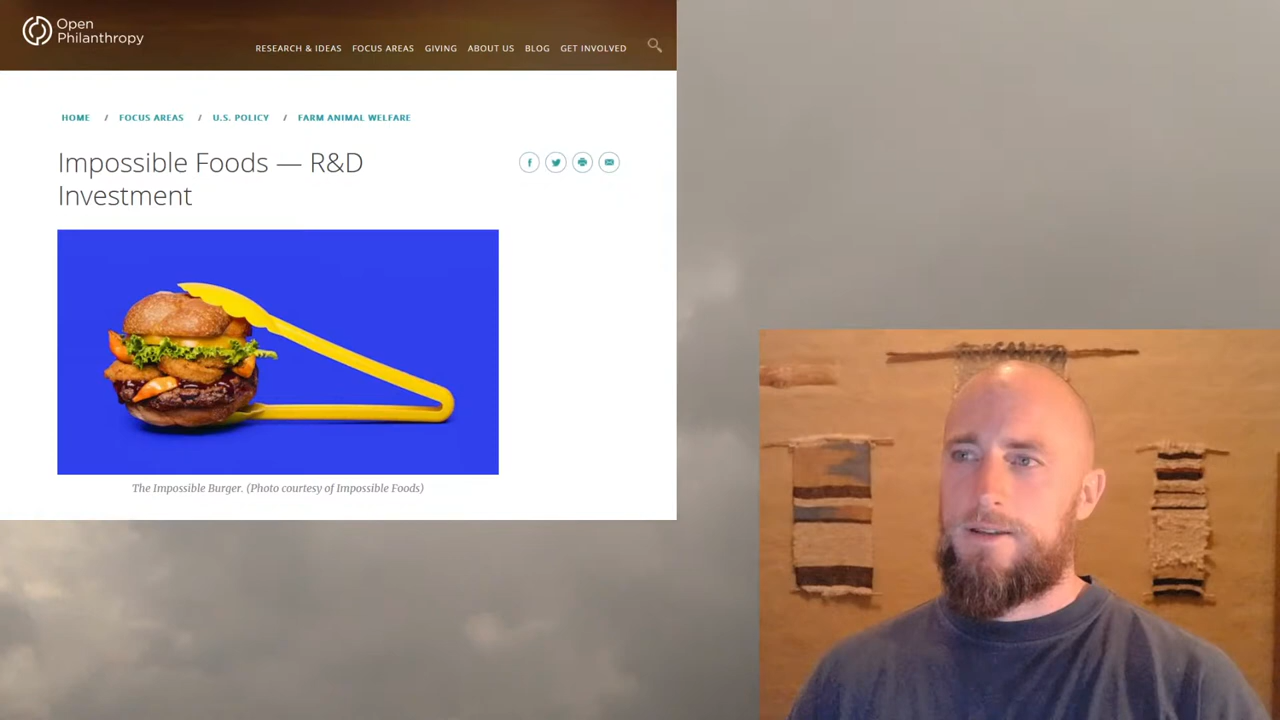 Open
Philanthropy
RESEARCH & IDEAS FOCUS AREAS GIVING ABOUT US BLOG GET INVOLVED
HOME / FOCUS AREAS / U.S. POLICY / FARM ANIMAL WELFARE
Impossible Foods — R&D
Investment
The Impossible Burger. (Photo courtesy of Impossible Foods)